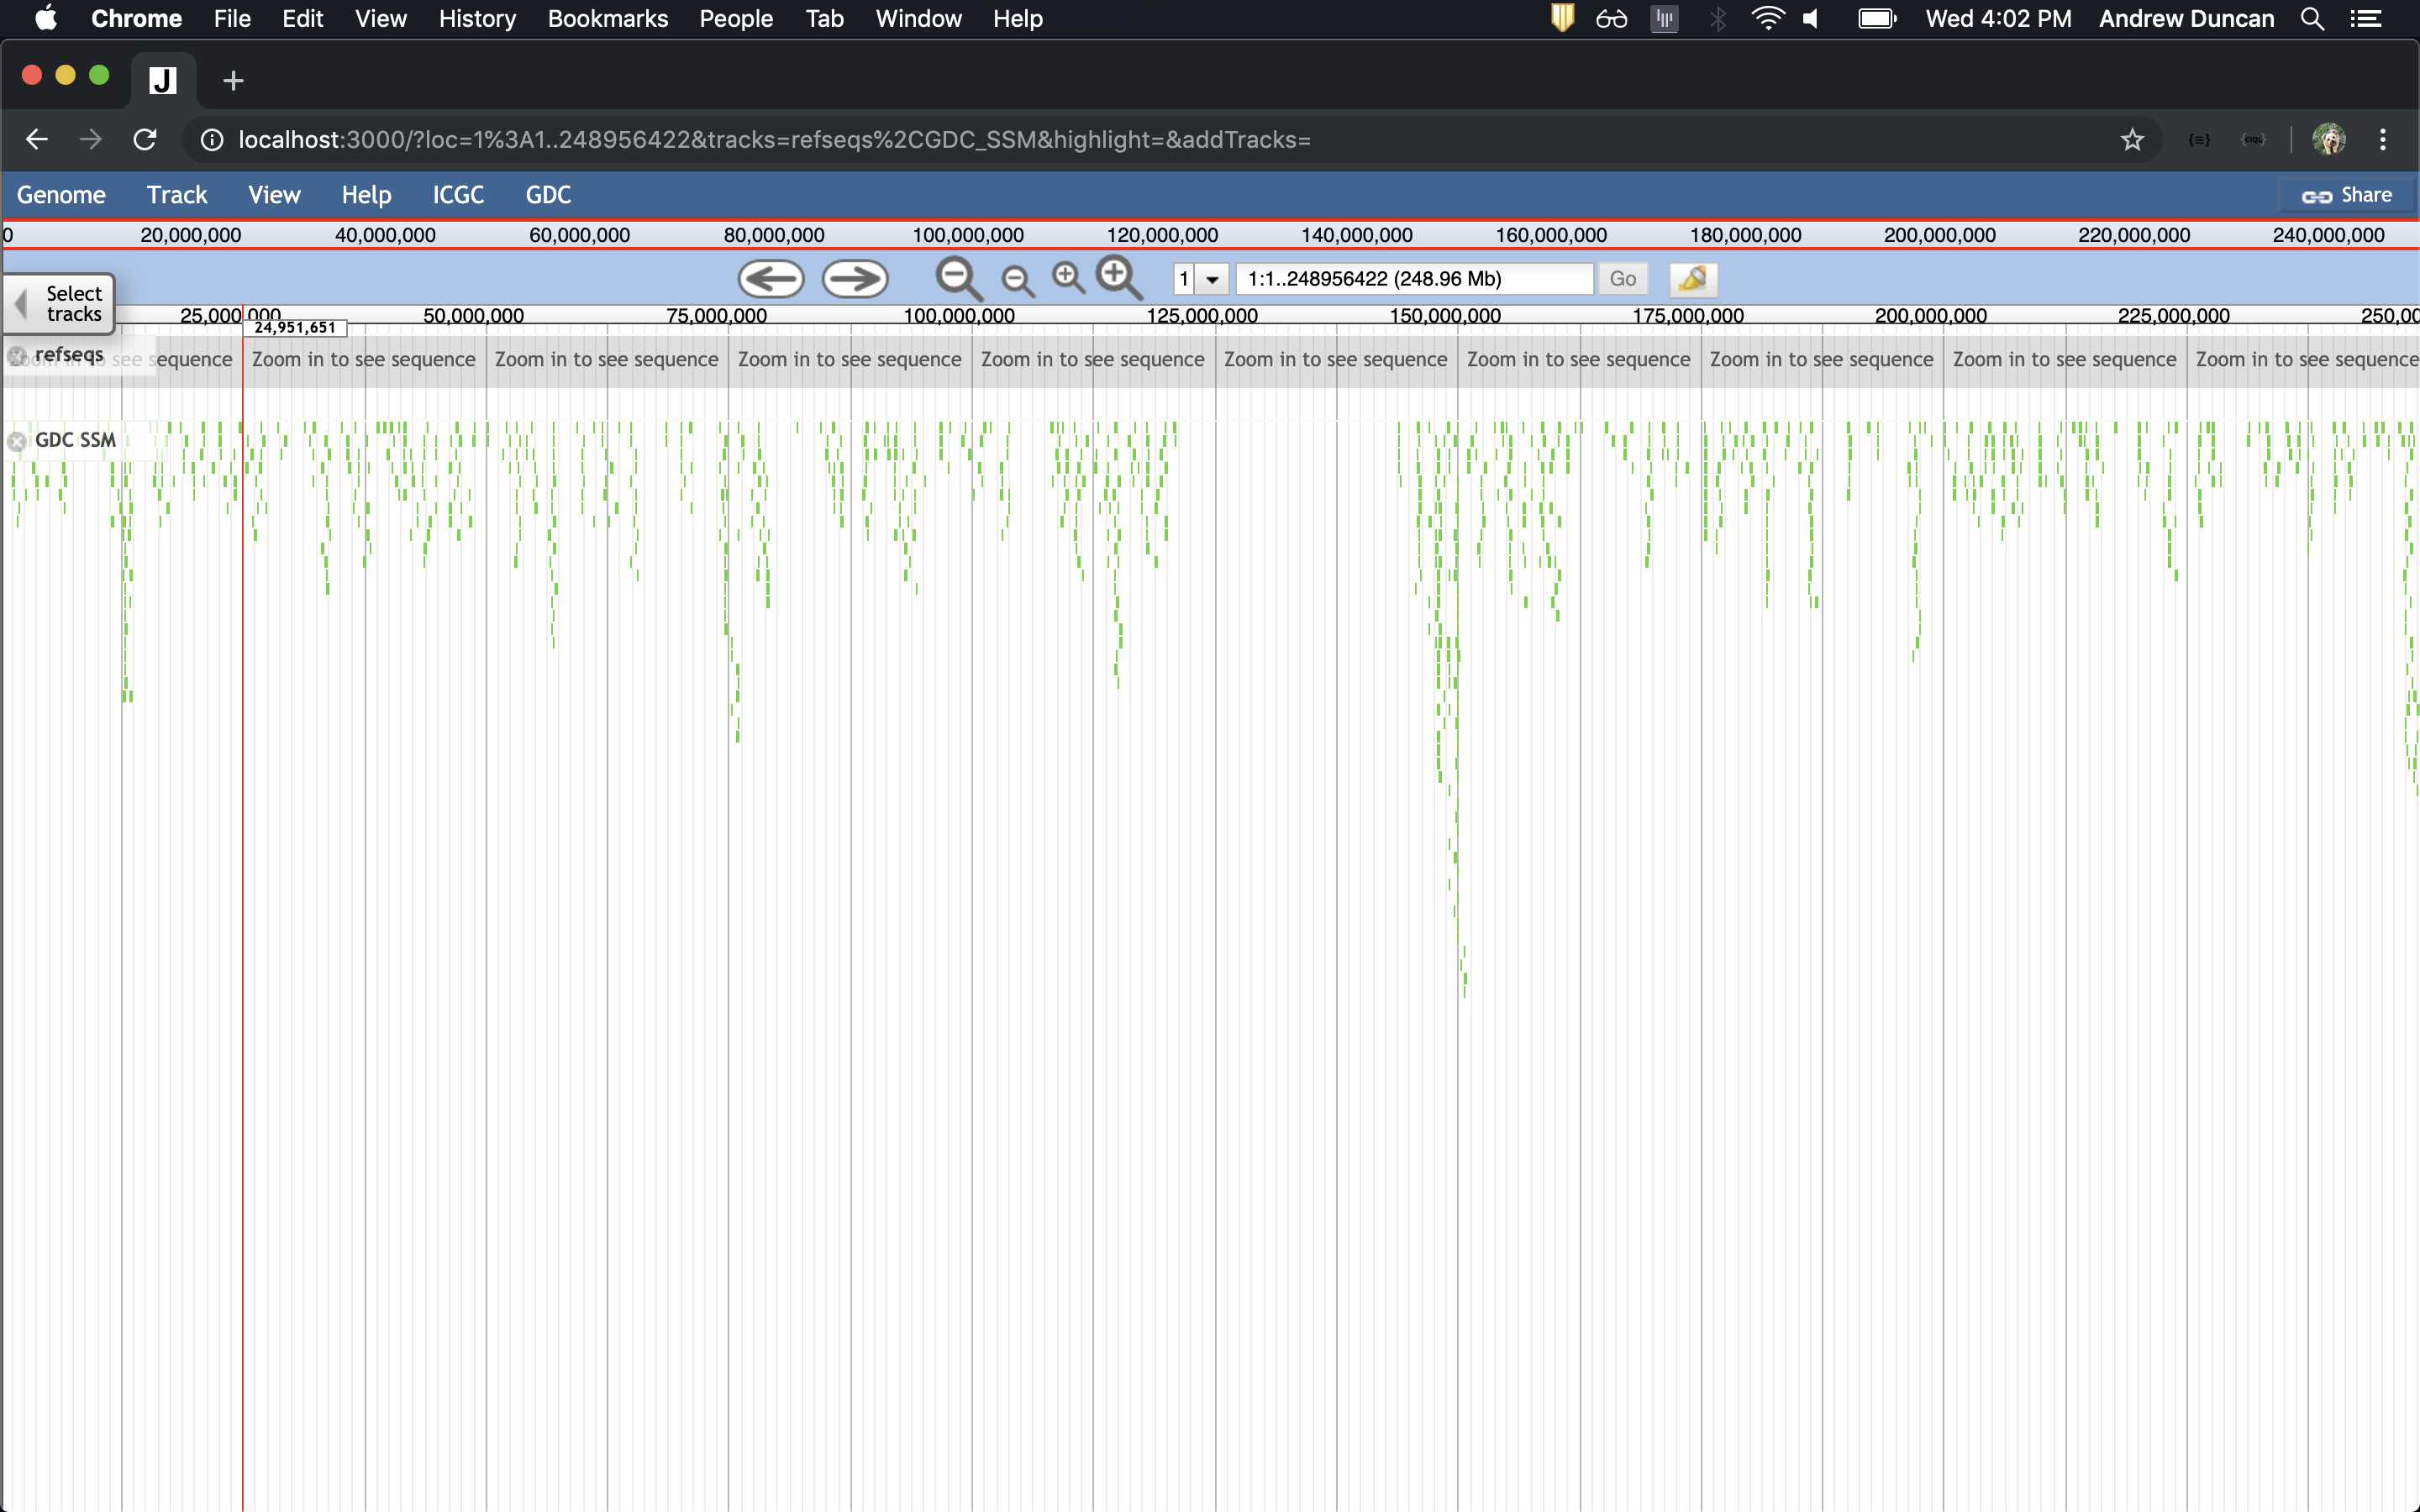 Chrome File Edit View History Bookmarks People Tab Window Help Wed 4:02 PM Andrew Duncan
J +
localhost:3000/?loc=1%3A1..248956422&tracks=refseqs%2CGDC_SSM&highlight=&addTracks=
Genome Track View Help ICGC GDC Share
0 20,000,000 40,000,000 60,000,000 80,000,000 100,000,000 120,000,000 140,000,000 160,000,000 180,000,000 200,000,000 220,000,000 240,000,000
1 1:1..248956422 (248.96 Mb) Go
Select
tracks
25,000,000 50,000,000 75,000,000 100,000,000 125,000,000 150,000,000 175,000,000 200,000,000 225,000,000 250,0
24,951,651
refseqs
Zoom in to see sequence Zoom in to see sequence Zoom in to see sequence Zoom in to see sequence Zoom in to see sequence Zoom in to see sequence Zoom in to see sequence Zoom in to see sequence Zoom in to see sequence Zoom in to see sequence
GDC SSM